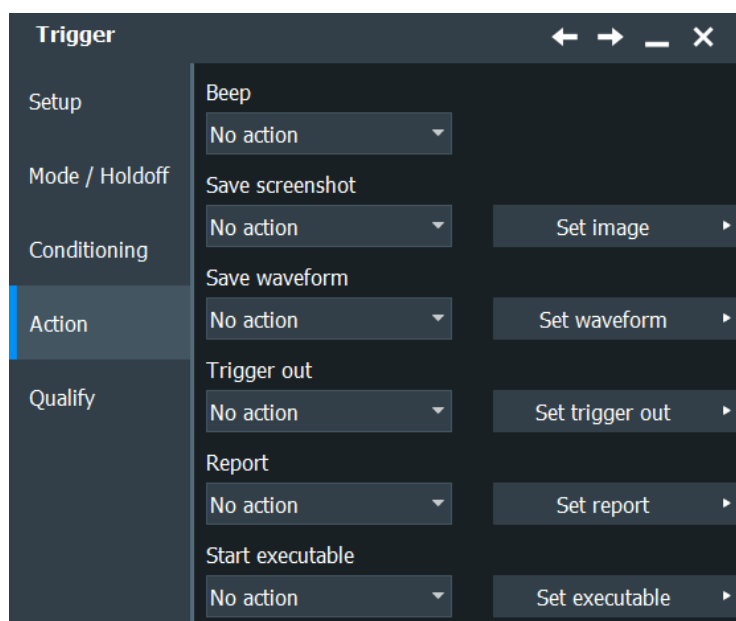 Trigger
Setup
Mode / Holdoff
Conditioning
Action
Qualify
Beep
No action
Save screenshot
No action
Set image
Save waveform
No action
Set waveform
Trigger out
No action
Set trigger out
Report
No action
Set report
Start executable
No action
Set executable